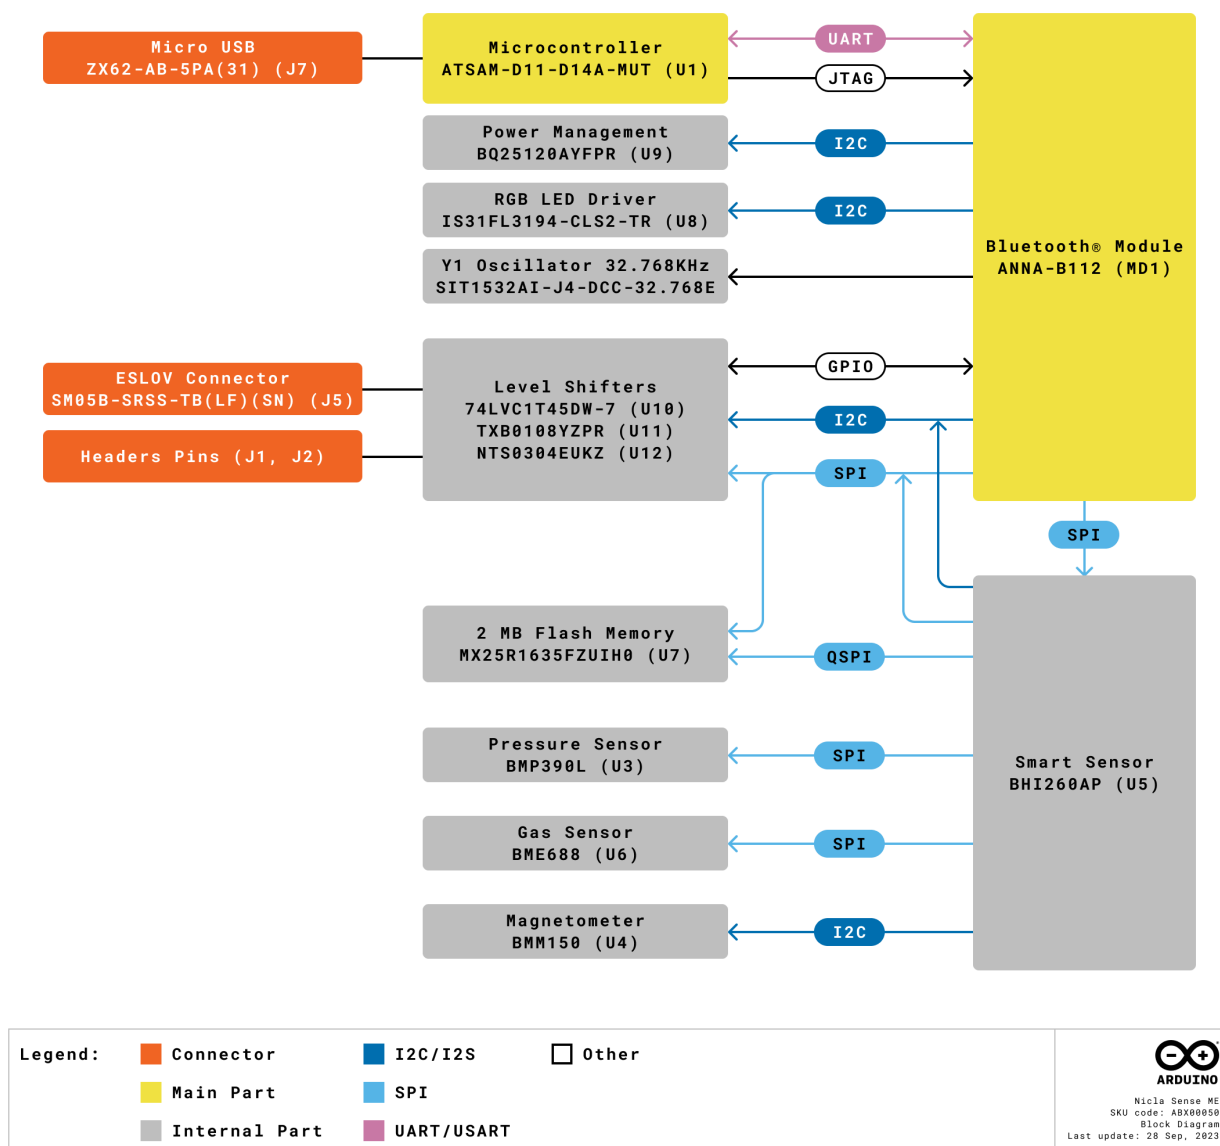 Micro USB
ZX62-AB-5PA(31) (J7)
Microcontroller
ATSAM-D11-D14A-MUT (U1)
UART
JTAG
Power Management
BQ25120AYFPR (U9)
I2C
RGB LED Driver
IS31FL3194-CLS2-TR (U8)
I2C
Bluetooth® Module
ANNA-B112 (MD1)
Y1 Oscillator 32.768KHz
SIT1532AI-J4-DCC-32.768E
ESLOV Connector
SM05B-SRSS-TB(LF)(SN) (J5)
Headers Pins (J1, J2)
Level Shifters
74LVC1T45DW-7 (U10)
TXB0108YZPR (U11)
NTS0304EUKZ (U12)
GPIO
I2C
SPI
SPI
2 MB Flash Memory
MX25R1635FZUIH0 (U7)
QSPI
Pressure Sensor
BMP390L (U3)
SPI
Smart Sensor
BHI260AP (U5)
Gas Sensor
BME688 (U6)
SPI
Magnetometer
BMM150 (U4)
I2C
Legend:
Connector
Main Part
Internal Part
I2C/I2S
SPI
UART/USART
Other
ARDUINO
Nicla Sense ME
SKU code: ABX00050
Block Diagram
Last update: 28 Sep, 2023